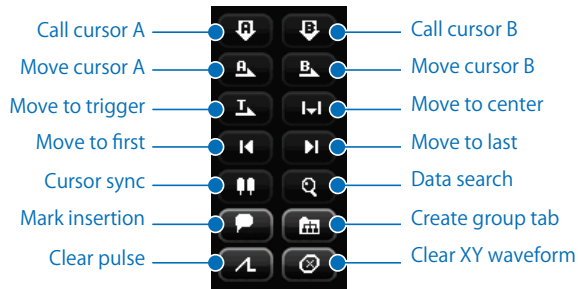 Call cursor A
A
B
Call cursor B
Move cursor A
A
B
Move cursor B
Move to trigger
T
Move to center
Move to first
Move to last
Cursor sync
Data search
Mark insertion
Create group tab
Clear pulse
Clear XY waveform